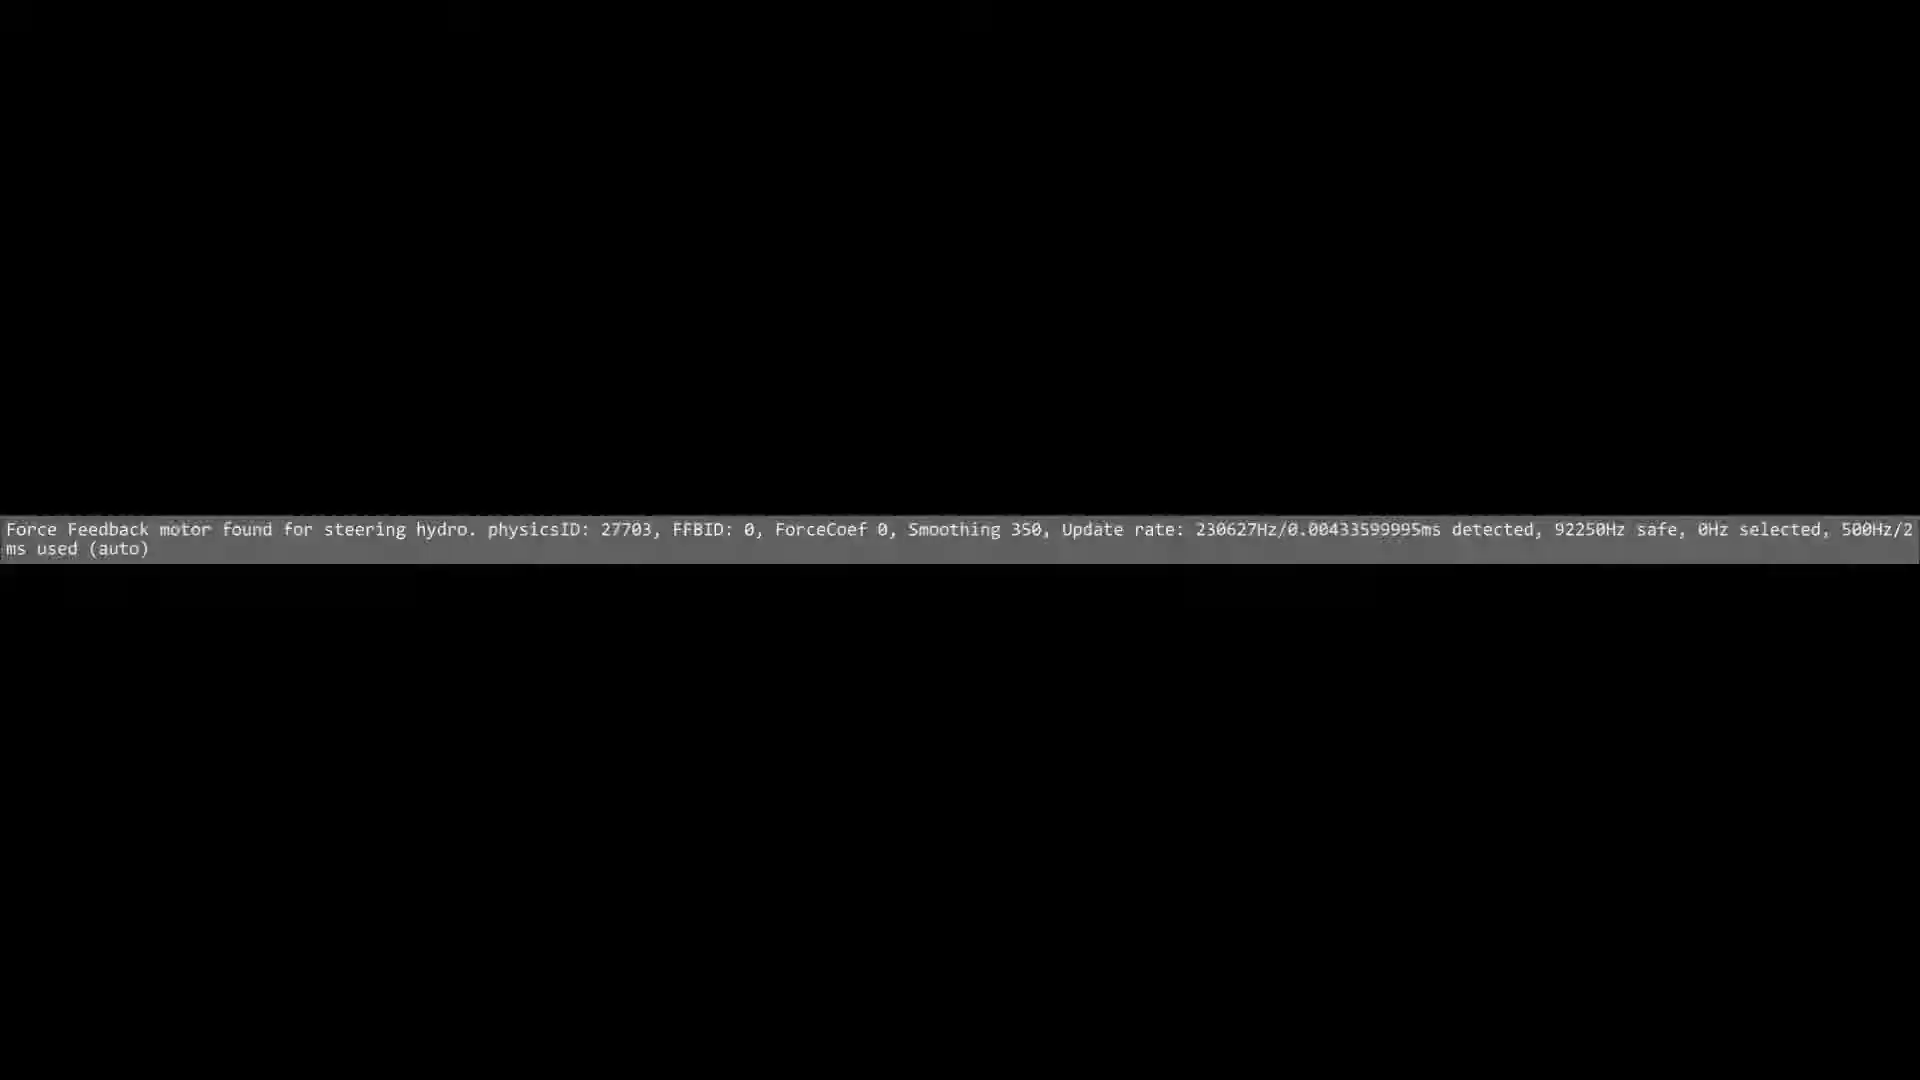 Force Feedback motor found for steering hydro. physicsID: 27703, FFBID: 0, ForceCoef 0, Smoothing 350, Update rate: 230627Hz/0.00433599995ms detected, 92250Hz safe, 0Hz selected, 500Hz/2
ms used (auto)